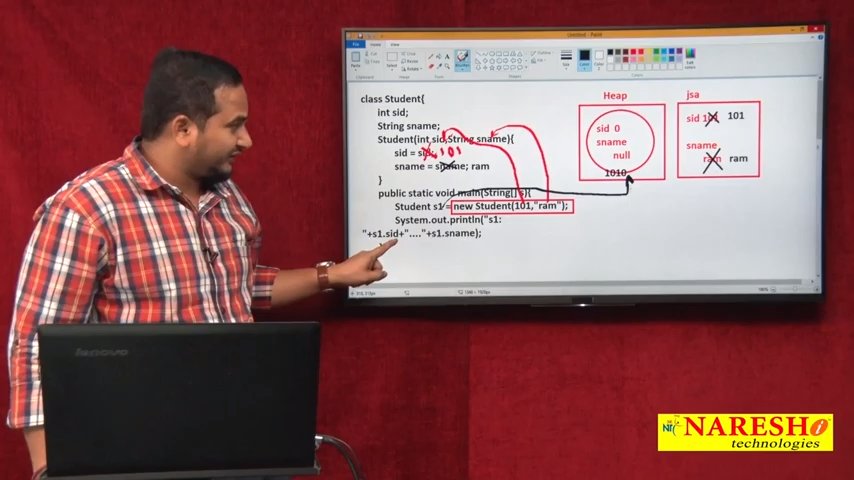 Untitled - Paint
File Home View
class Student{
int sid;
String sname;
Student(int sid,String sname){
sid = sid; 101
sname = sname; ram
}
public static void main(String[] s){
Student s1 = new Student(101,"ram");
System.out.println("s1:
"+s1.sid+"...."+s1.sname);
Heap
sid 0
sname
null
1010
jsa
sid 101 101
sname
ram ram
lenovo
NARESH i
technologies